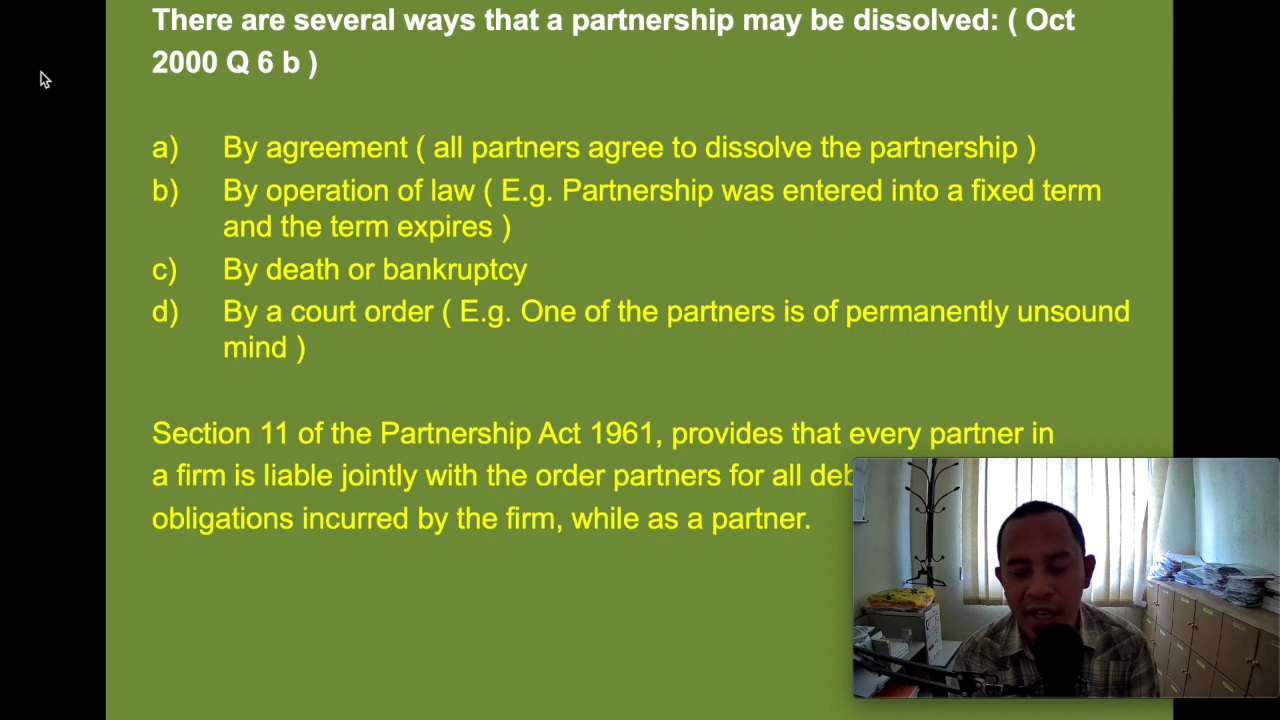 There are several ways that a partnership may be dissolved: ( Oct
2000 Q 6 b )
a) By agreement ( all partners agree to dissolve the partnership )
b) By operation of law ( E.g. Partnership was entered into a fixed term
and the term expires )
c) By death or bankruptcy
d) By a court order ( E.g. One of the partners is of permanently unsound
mind )
Section 11 of the Partnership Act 1961, provides that every partner in
a firm is liable jointly with the order partners for all
obligations incurred by the firm, while as a partner.